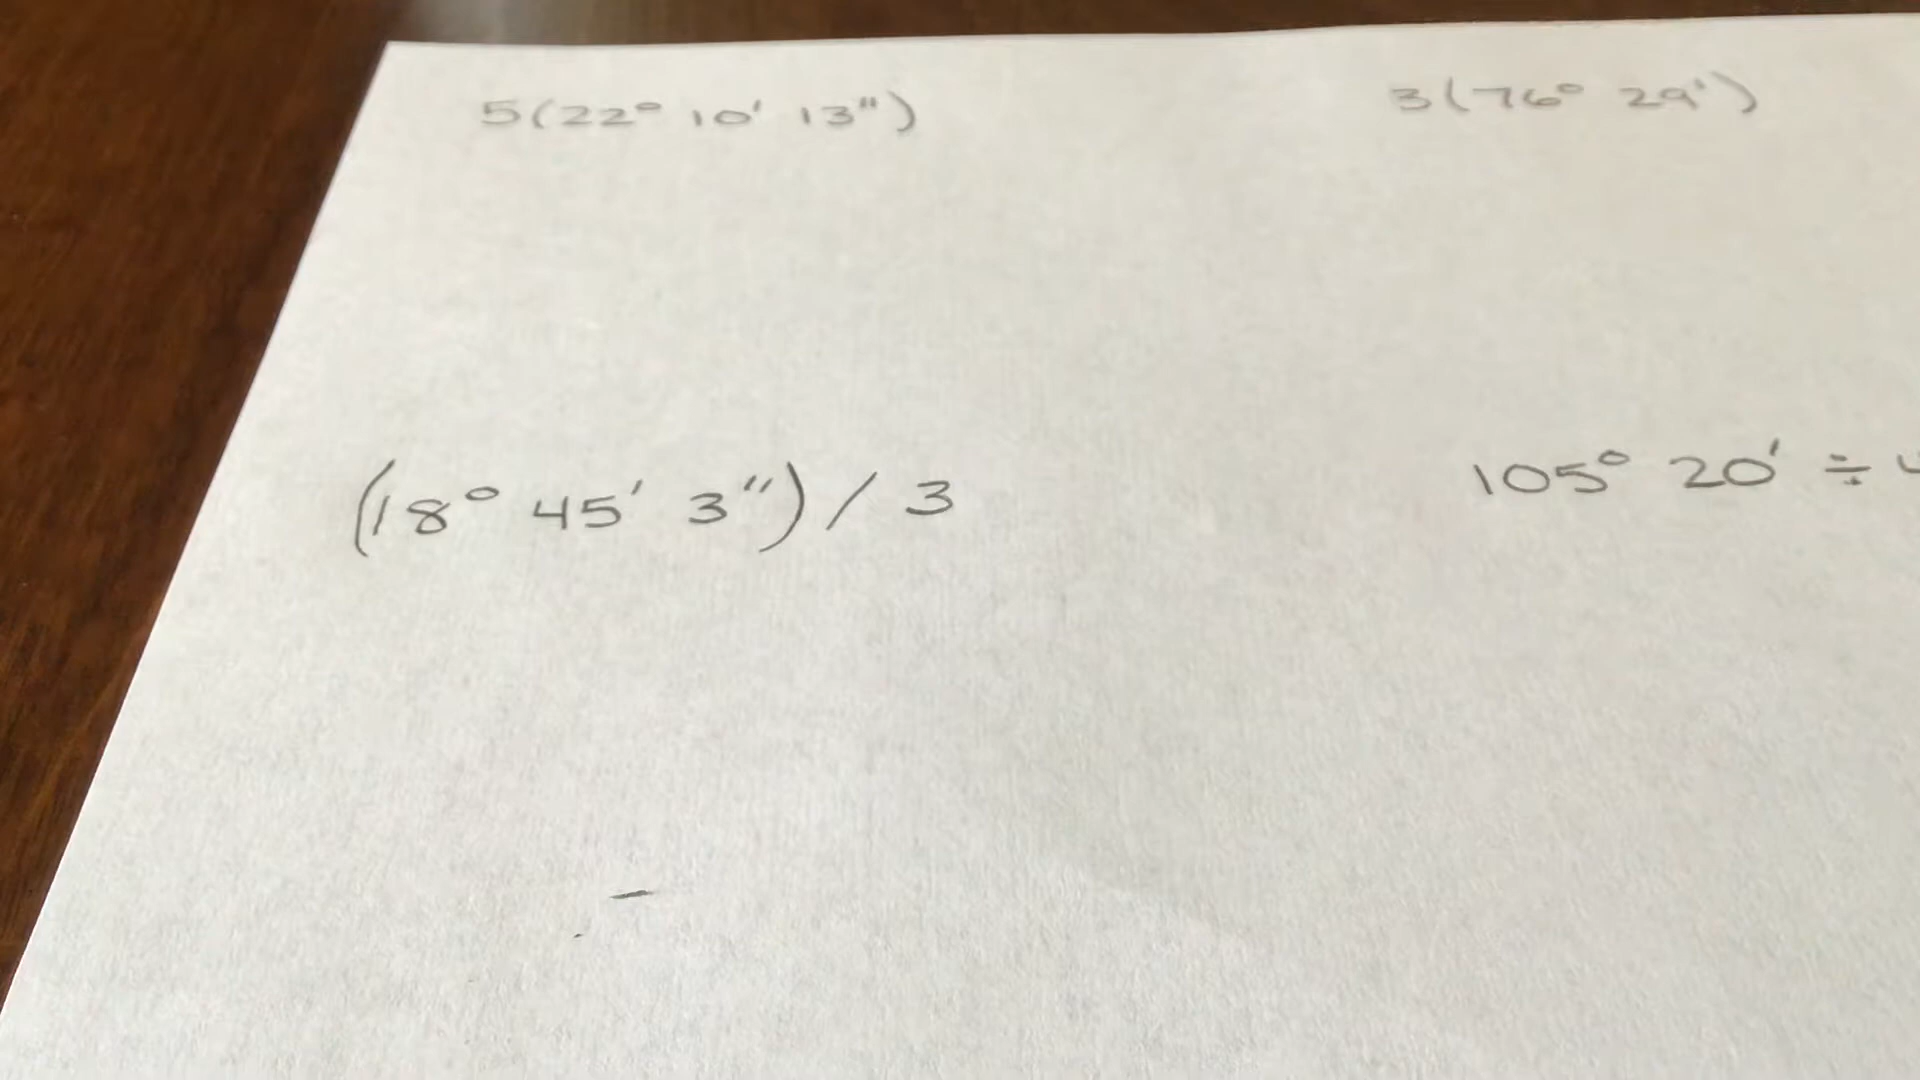 5(22° 10' 13") 3(76° 29')
(18° 45' 3") / 3 105° 20' ÷